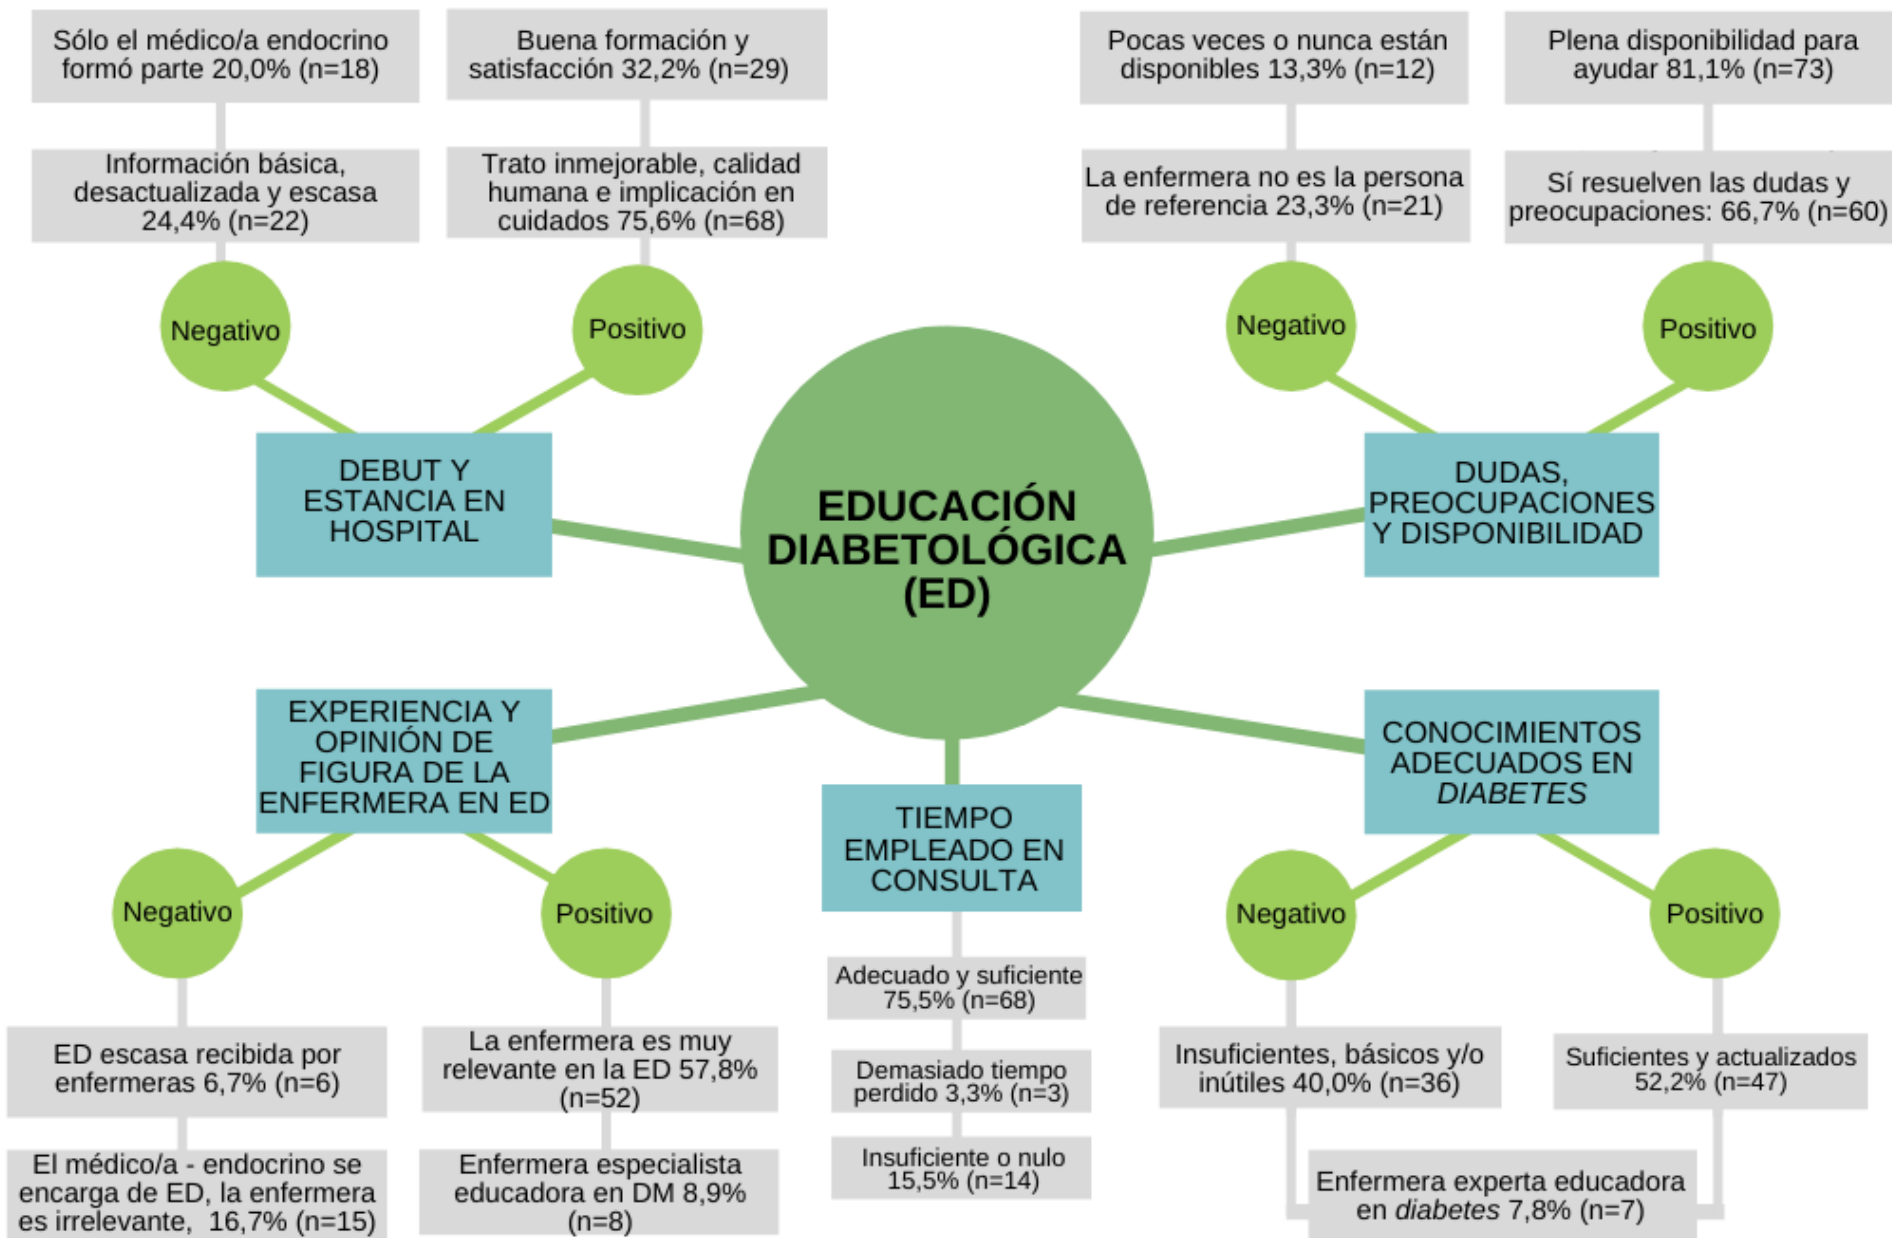 Sólo el médico/a endocrino
formó parte 20,0% (n=18)
Información básica,
desactualizada y escasa
24,4% (n=22)
Negativo
Buena formación y
satisfacción 32,2% (n=29)
Trato inmejorable, calidad
humana e implicación en
cuidados 75,6% (n=68)
Positivo
DEBUT Y
ESTANCIA EN
HOSPITAL
Pocas veces o nunca están
disponibles 13,3% (n=12)
La enfermera no es la persona
de referencia 23,3% (n=21)
Negativo
Plena disponibilidad para
ayudar 81,1% (n=73)
Sí resuelven las dudas y
preocupaciones: 66,7% (n=60)
Positivo
DUDAS,
PREOCUPACIONES
Y DISPONIBILIDAD
EDUCACIÓN
DIABETOLÓGICA
(ED)
EXPERIENCIA Y
OPINIÓN DE
FIGURA DE LA
ENFERMERA EN ED
Negativo
ED escasa recibida por
enfermeras 6,7% (n=6)
El médico/a - endocrino se
encarga de ED, la enfermera
es irrelevante, 16,7% (n=15)
Positivo
La enfermera es muy
relevante en la ED 57,8%
(n=52)
Enfermera especialista
educadora en DM 8,9%
(n=8)
TIEMPO
EMPLEADO EN
CONSULTA
Adecuado y suficiente
75,5% (n=68)
Demasiado tiempo
perdido 3,3% (n=3)
Insuficiente o nulo
15,5% (n=14)
CONOCIMIENTOS
ADECUADOS EN
DIABETES
Negativo
Insuficientes, básicos y/o
inútiles 40,0% (n=36)
Positivo
Suficientes y actualizados
52,2% (n=47)
Enfermera experta educadora
en diabetes 7,8% (n=7)